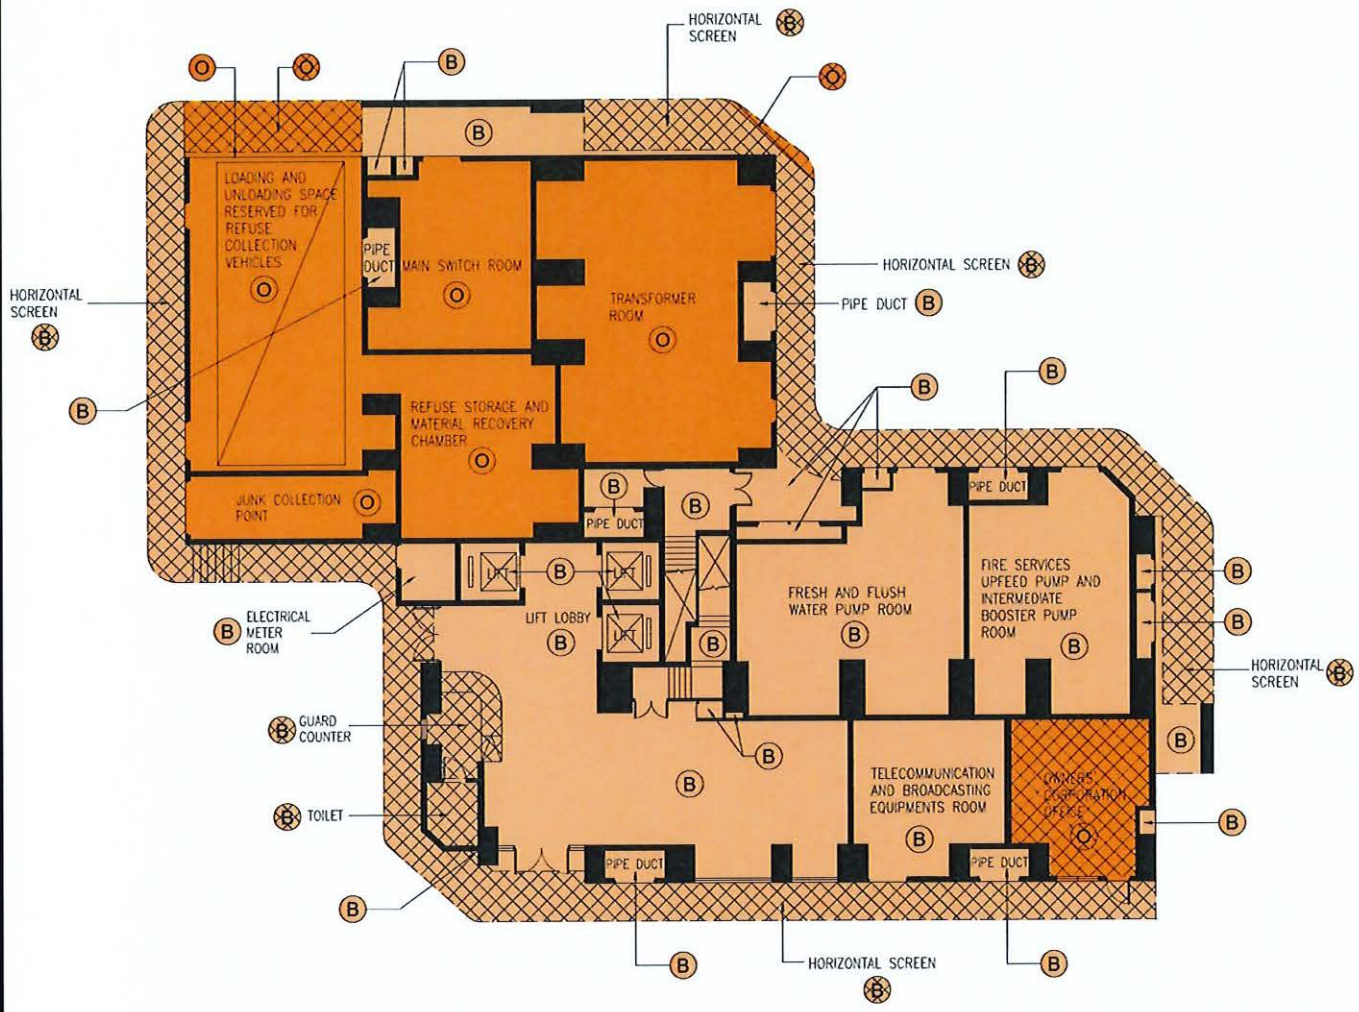 HORIZONTAL
SCREEN
B
O
O
B
O
B
LOADING AND
UNLOADING SPACE
RESERVED FOR
REFUSE
COLLECTION
VEHICLES
O
PIPE
DUCT
MAIN SWITCH ROOM
O
HORIZONTAL SCREEN
B
HORIZONTAL
SCREEN
B
TRANSFORMER
ROOM
O
PIPE DUCT
B
B
B
B
REFUSE STORAGE AND
MATERIAL RECOVERY
CHAMBER
O
JUNK COLLECTION
POINT
O
B
PIPE DUCT
B
PIPE DUCT
LIFT
B
LIFT
FRESH AND FLUSH
WATER PUMP ROOM
B
FIRE SERVICES
UPFEED PUMP AND
INTERMEDIATE
BOOSTER PUMP
ROOM
B
B
B
B
ELECTRICAL
METER
ROOM
LIFT LOBBY
B
LIFT
B
HORIZONTAL
SCREEN
B
B
GUARD
COUNTER
B
B
B
TELECOMMUNICATION
AND BROADCASTING
EQUIPMENTS ROOM
B
OWNERS'
CORPORATION
OFFICE
O
B
B
TOILET
PIPE DUCT
PIPE DUCT
B
B
B
HORIZONTAL SCREEN
B